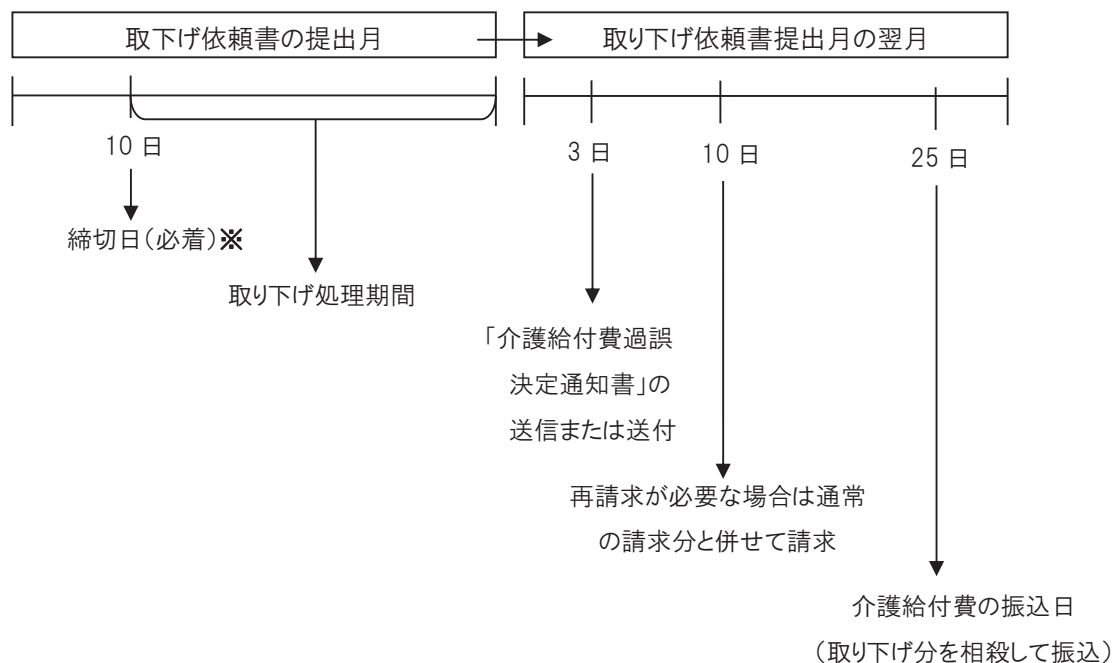 取下げ依頼書の提出月
取り下げ依頼書提出月の翌月
10 日
3 日
10 日
25 日
締切日(必着)※
取り下げ処理期間
「介護給付費過誤
決定通知書」の
送信または送付
再請求が必要な場合は通常
の請求分と併せて請求
介護給付費の振込日
(取り下げ分を相殺して振込)